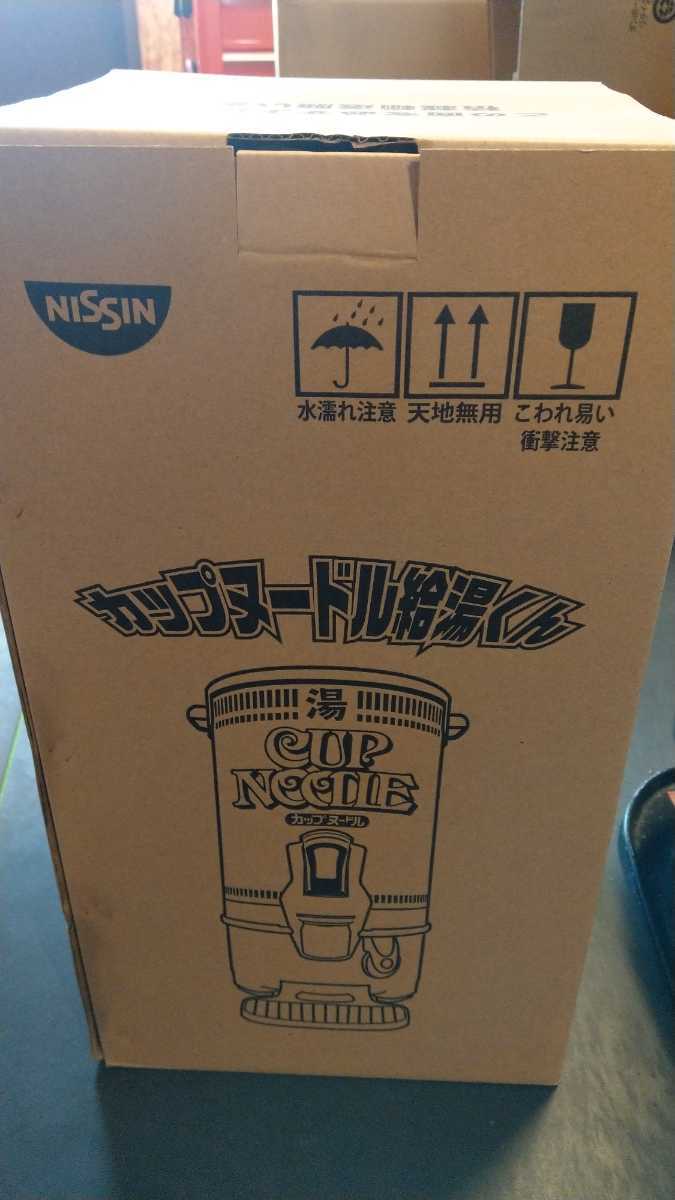 NISSIN
水濡れ注意 天地無用 こわれ易い
衝撃注意
カップヌードル給湯くん
湯
CUP
NOODLE
カップヌードル